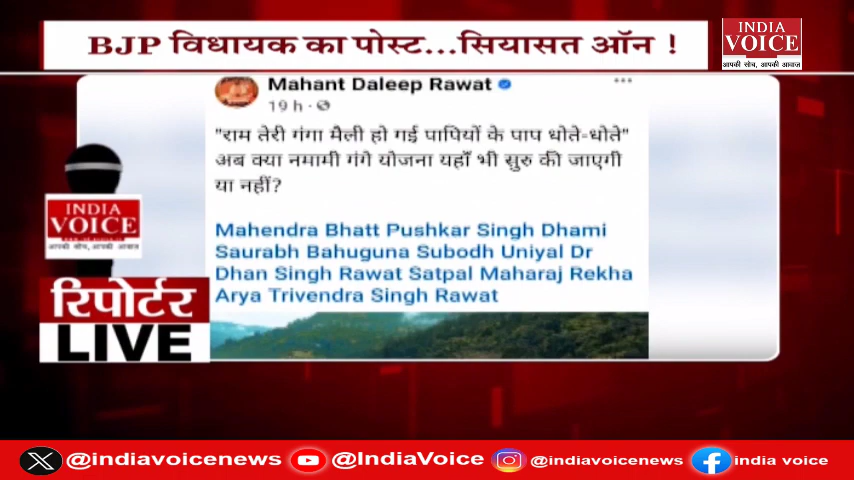 BJP विधायक का पोस्ट...सियासत ऑन !
INDIA
VOICE
आपकी सोच, आपकी आवाज़
Mahant Daleep Rawat
19 h ·
"राम तेरी गंगा मैली हो गई पापियों के पाप धोते-धोते"
अब क्या नमामी गंगे योजना यहाँ भी सुरु की जाएगी
या नहीं?
Mahendra Bhatt Pushkar Singh Dhami
Saurabh Bahuguna Subodh Uniyal Dr
Dhan Singh Rawat Satpal Maharaj Rekha
Arya Trivendra Singh Rawat
INDIA
VOICE
आपकी सोच, आपकी आवाज़
रिपोर्टर
LIVE
@indiavoicenews @IndiaVoice @indiavoicenews india voice